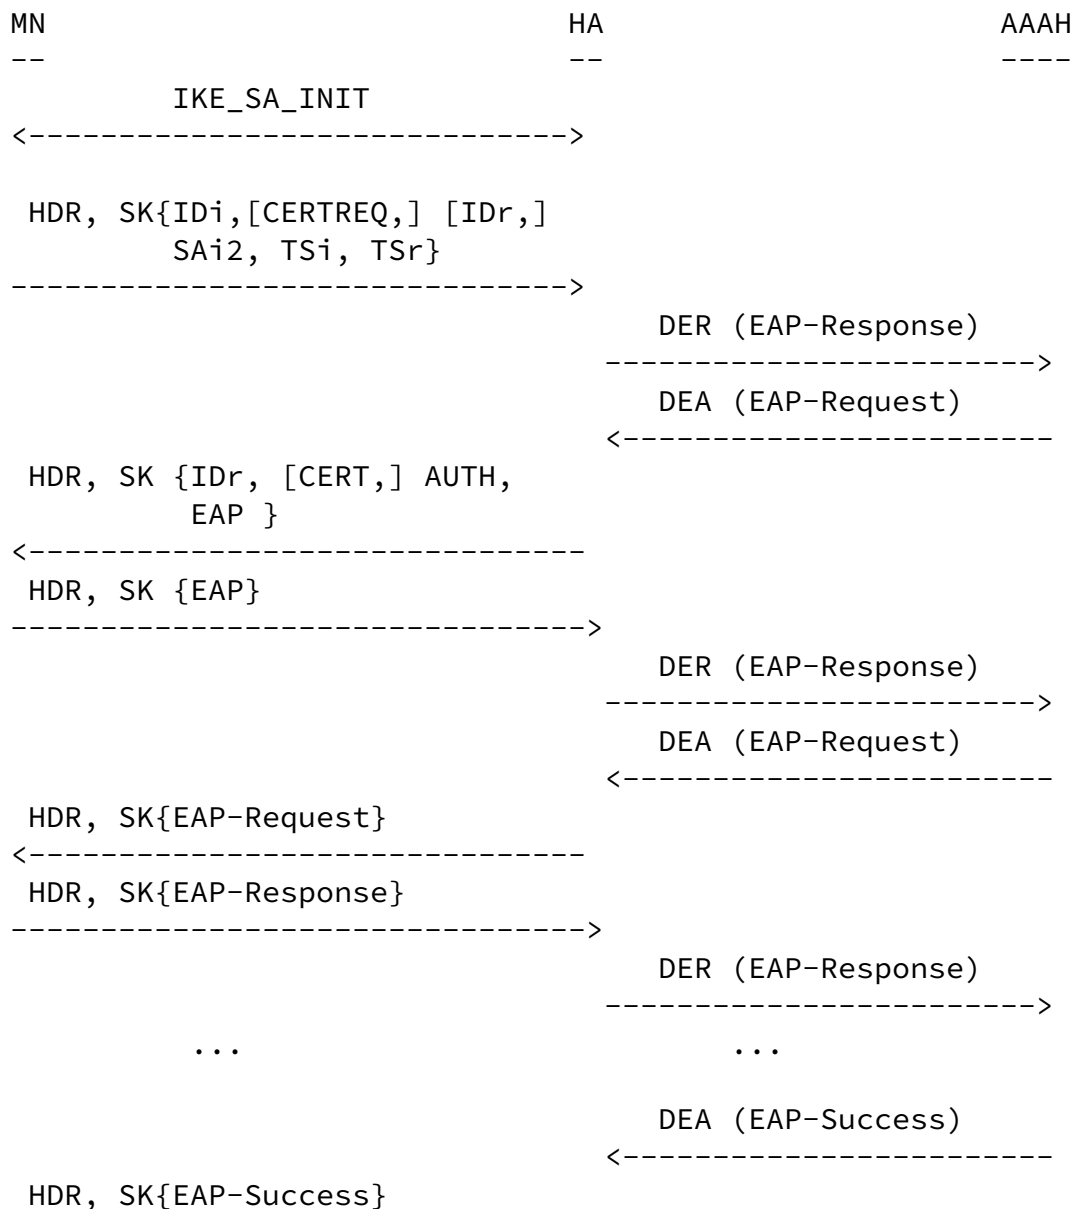 MN                             HA                      AAAH
--                             --                      ----
         IKE_SA_INIT
<------------------------------>
 HDR, SK{IDi,[CERTREQ,] [IDr,]
         SAi2, TSi, TSr}
------------------------------->
                                    DER (EAP-Response)
                                 ------------------------>
                                    DEA (EAP-Request)
                                 <------------------------
 HDR, SK {IDr, [CERT,] AUTH,
          EAP }
<-------------------------------
 HDR, SK {EAP}
-------------------------------->
                                    DER (EAP-Response)
                                 ------------------------>
                                    DEA (EAP-Request)
                                 <------------------------
 HDR, SK{EAP-Request}
<-------------------------------
 HDR, SK{EAP-Response}
-------------------------------->
                                    DER (EAP-Response)
                                 ------------------------>
          ...                           ...
                                    DEA (EAP-Success)
                                 <------------------------
 HDR, SK{EAP-Success}